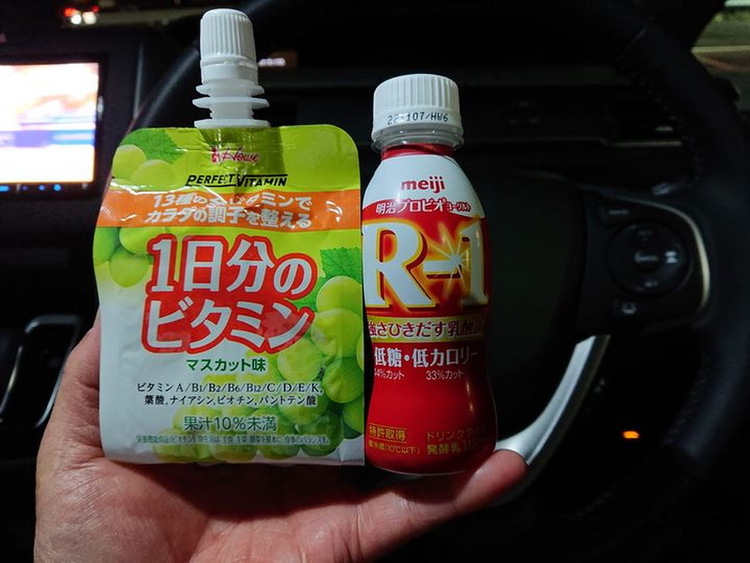 House
PERFECT VITAMIN
13種の
ビタミンで
カラダの調子を整える
1日分の
ビタミン
マスカット味
ビタミン A/B1/B2/B6/B12/C/D/E/K,
葉酸,ナイアシン,ビオチン,パントテン酸
果汁10%未満
meiji
明治プロビオヨーグルト
R-1
強さひきだす乳酸菌
低糖・低カロリー
33%カット
特許取得
ドリンクタイプ
発酵乳